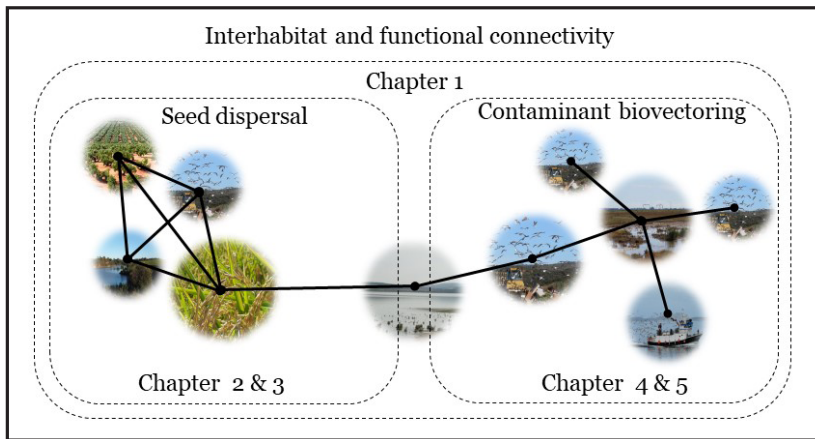 Interhabitat and functional connectivity
Chapter 1
Seed dispersal
Contaminant biovectoring
Chapter 2 & 3
Chapter 4 & 5